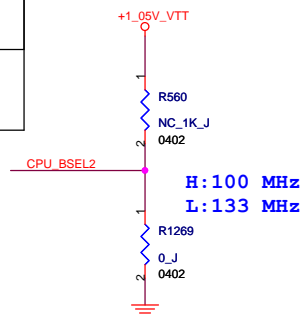 +1_05V_VTT
1
R560
NC_1K_J
2
0402
CPU_BSEL2
H:100 MHz
L:133 MHz
1
R1269
0_J
2
0402